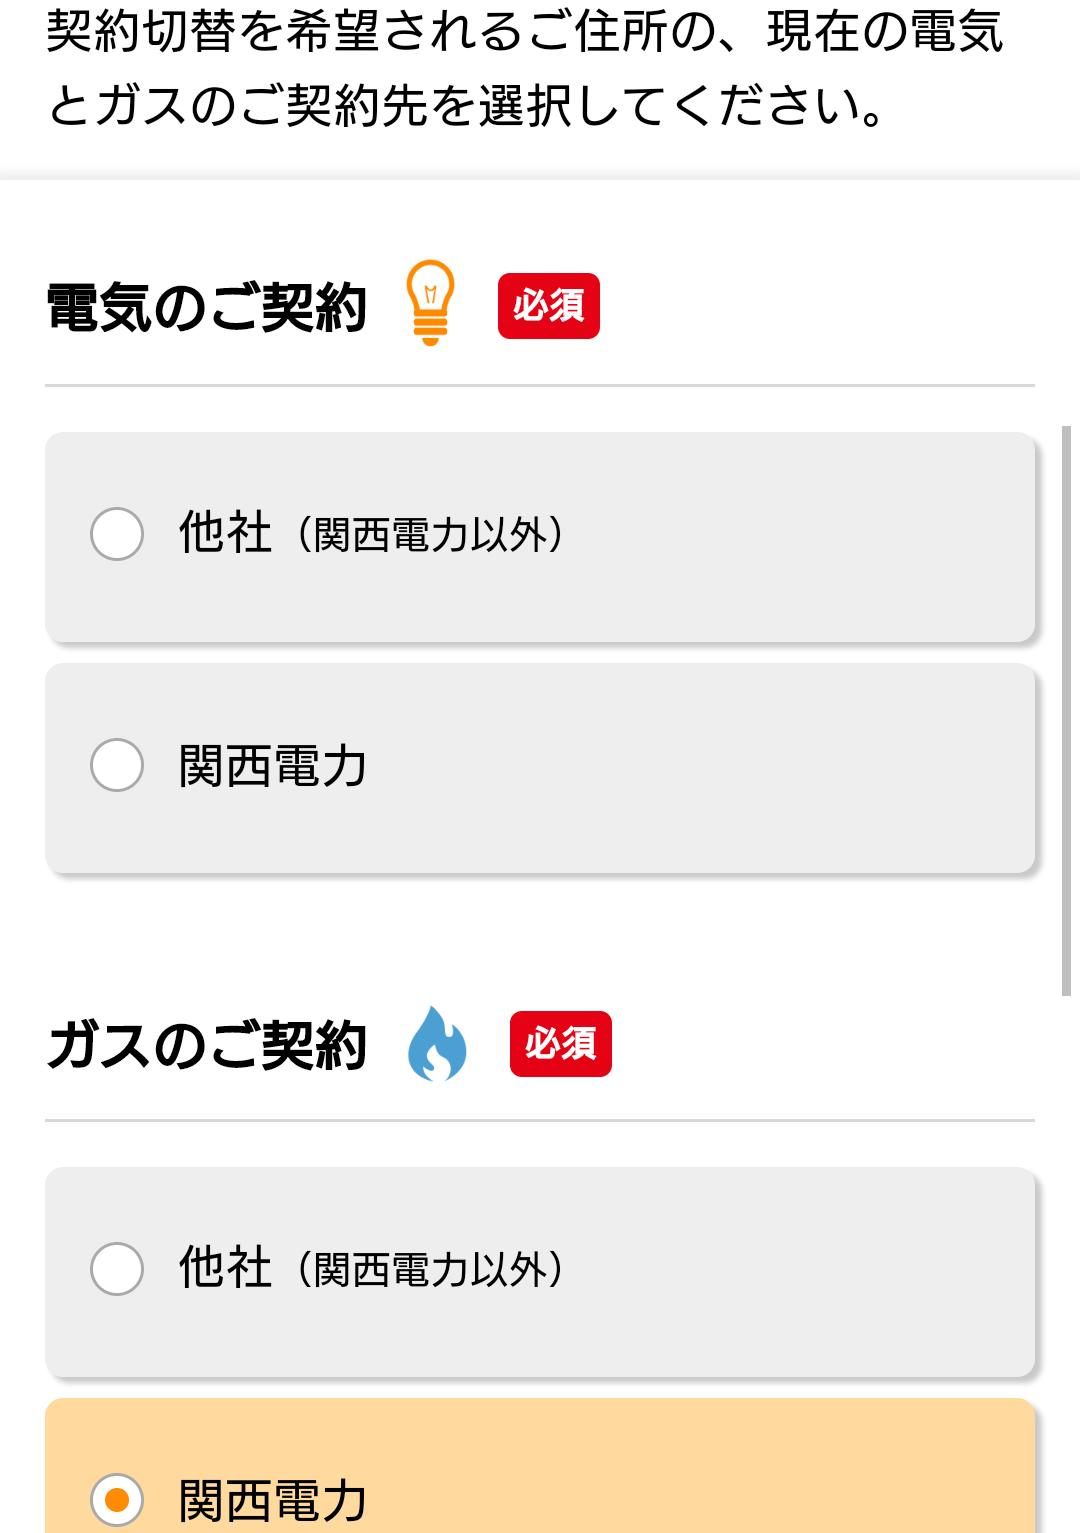 契約切替を希望されるご住所の、現在の電気
とガスのご契約先を選択してください。
電気のご契約 必須
他社（関西電力以外）
関西電力
ガスのご契約 必須
他社（関西電力以外）
関西電力